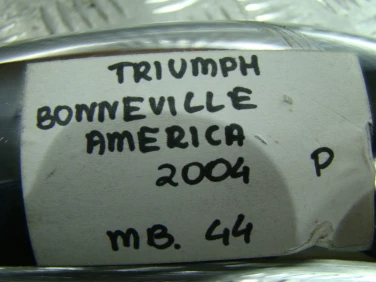 TRIUMPH
BONNEVILLE
AMERICA
2004 P
MB. 44